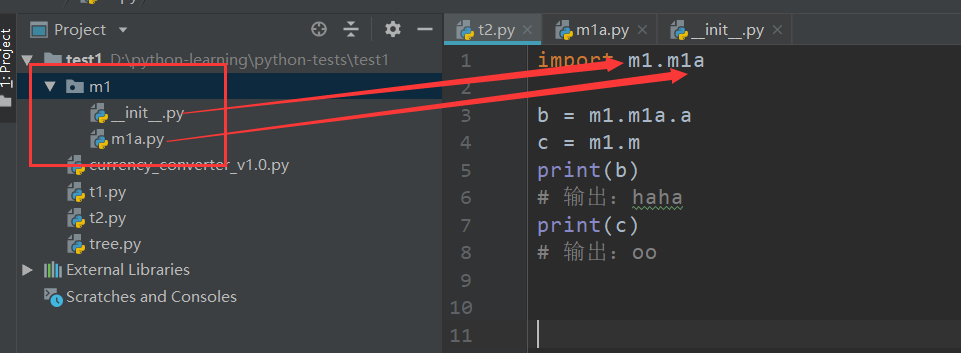 1: Project
Project
t2.py
m1a.py
__init__.py
test1 D:\python-learning\python-tests\test1
m1
__init__.py
m1a.py
currency_converter_v1.0.py
t1.py
t2.py
tree.py
External Libraries
Scratches and Consoles
1 import m1.m1a
2
3 b = m1.m1a.a
4 c = m1.m
5 print(b)
6 # 输出：haha
7 print(c)
8 # 输出：oo
9
10
11